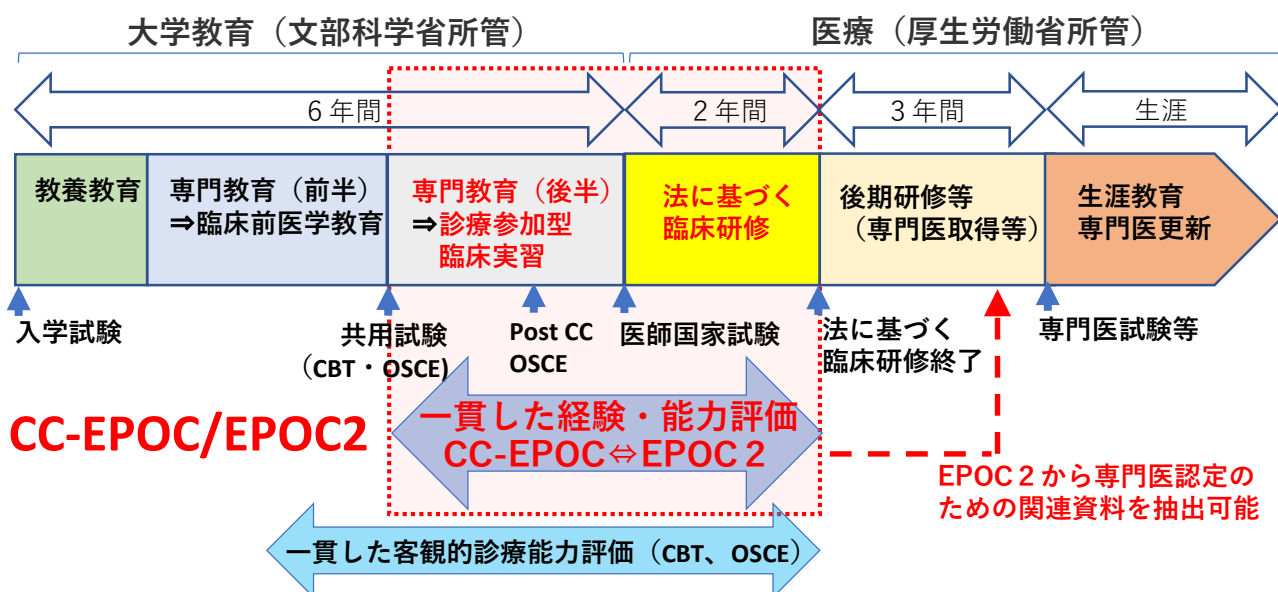 大学教育（文部科学省所管）
医療（厚生労働省所管）
６年間
２年間
３年間
生涯
教養教育
専門教育（前半）
⇒臨床前医学教育
専門教育（後半）
⇒診療参加型
臨床実習
法に基づく
臨床研修
後期研修等
（専門医取得等）
生涯教育
専門医更新
入学試験
共用試験
（CBT・OSCE）
Post CC
OSCE
医師国家試験
法に基づく
臨床研修終了
専門医試験等
CC-EPOC/EPOC2
一貫した経験・能力評価
CC-EPOC⇔EPOC２
EPOC２から専門医認定の
ための関連資料を抽出可能
一貫した客観的診療能力評価（CBT、OSCE）